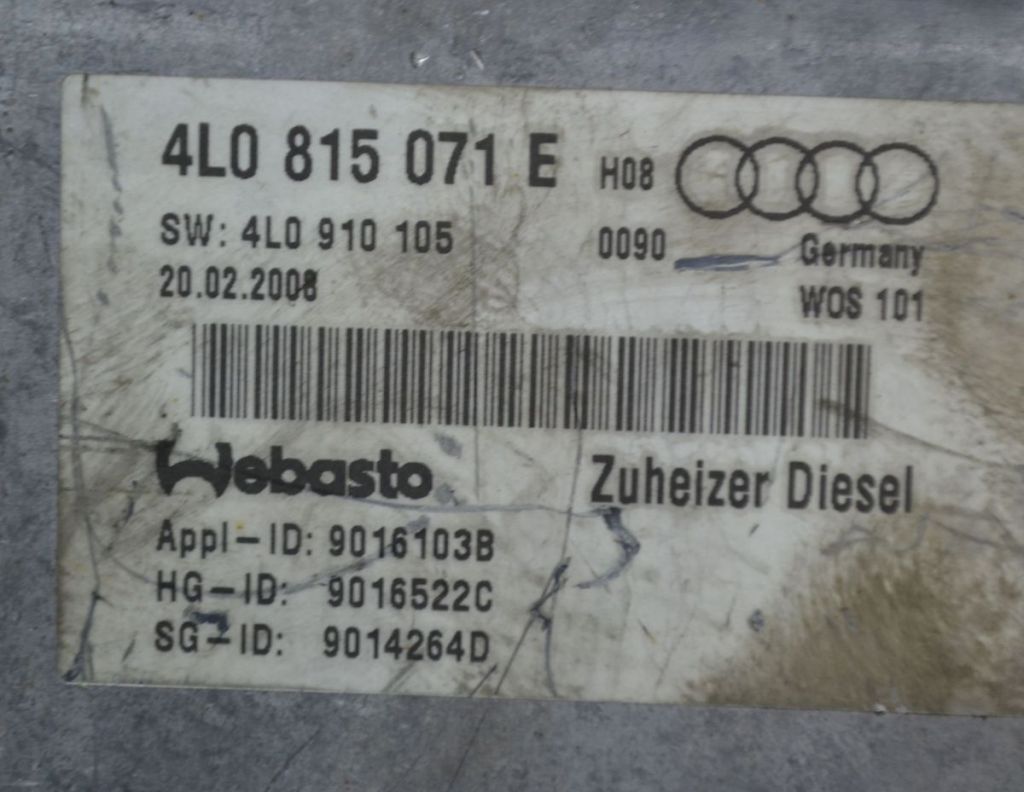 4L0 815 071 E H08
SW: 4L0 910 105 0090 Germany
20.02.2008 WOS 101
Webasto Zuheizer Diesel
Appl-ID: 9016103B
HG-ID: 9016522C
SG-ID: 9014264D